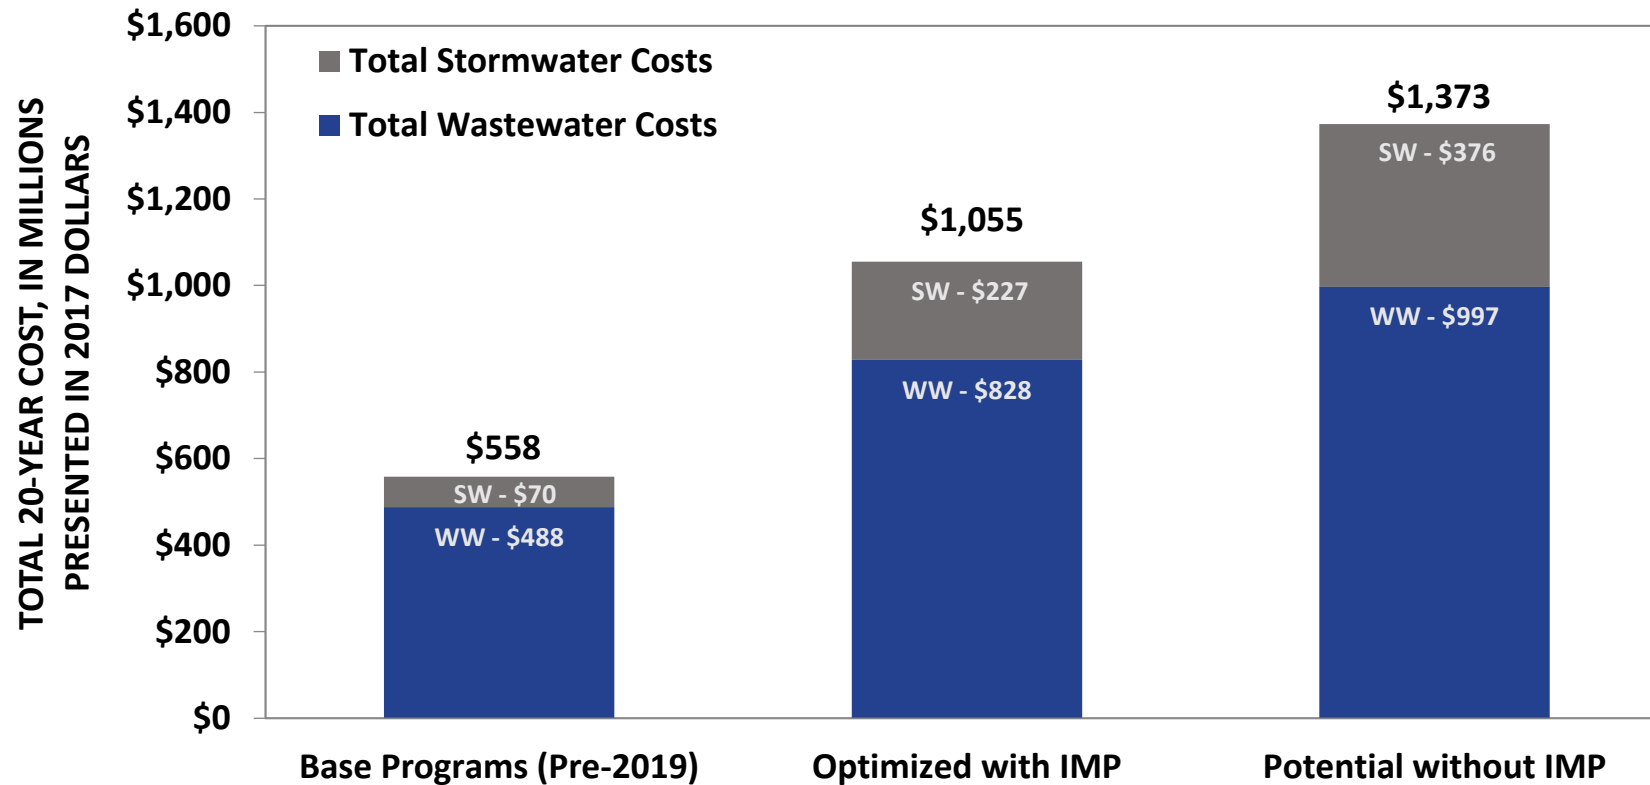 TOTAL 20-YEAR COST, IN MILLIONS
PRESENTED IN 2017 DOLLARS
$1,600
$1,400
$1,200
$1,000
$800
$600
$400
$200
$0
Total Stormwater Costs
Total Wastewater Costs
$558
SW - $70
WW - $488
$1,055
SW - $227
WW - $828
$1,373
SW - $376
WW - $997
Base Programs (Pre-2019)
Optimized with IMP
Potential without IMP